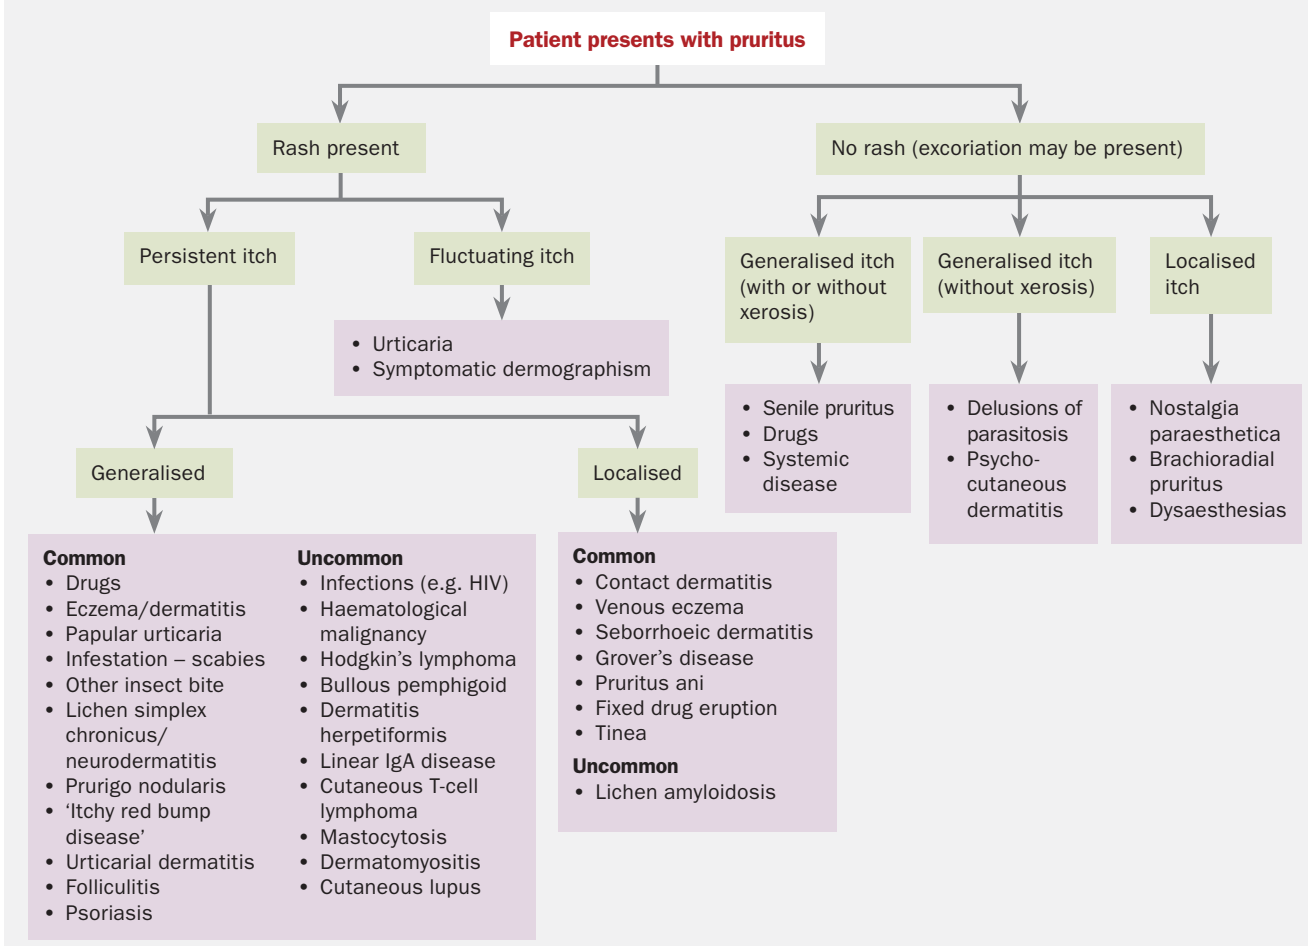 Patient presents with pruritus
Rash present
No rash (excoriation may be present)
Persistent itch
Fluctuating itch
Generalised itch
(with or without
xerosis)
Generalised itch
(without xerosis)
Localised
itch
• Urticaria
• Symptomatic dermographism
• Senile pruritus
• Drugs
• Systemic
disease
• Delusions of
parasitosis
• Psycho-
cutaneous
dermatitis
• Nostalgia
paraesthetica
• Brachioradial
pruritus
• Dysaesthesias
Generalised
Localised
Common
• Drugs
• Eczema/dermatitis
• Papular urticaria
• Infestation – scabies
• Other insect bite
• Lichen simplex
chronicus/
neurodermatitis
• Prurigo nodularis
• ‘Itchy red bump
disease’
• Urticarial dermatitis
• Folliculitis
• Psoriasis
Uncommon
• Infections (e.g. HIV)
• Haematological
malignancy
• Hodgkin’s lymphoma
• Bullous pemphigoid
• Dermatitis
herpetiformis
• Linear IgA disease
• Cutaneous T-cell
lymphoma
• Mastocytosis
• Dermatomyositis
• Cutaneous lupus
Common
• Contact dermatitis
• Venous eczema
• Seborrhoeic dermatitis
• Grover’s disease
• Pruritus ani
• Fixed drug eruption
• Tinea
Uncommon
• Lichen amyloidosis